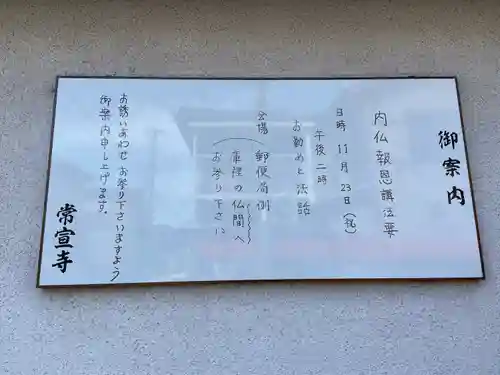 御案内
内仏報恩講法要
日時 11月23日(祝)
午後二時
お勤めと法話
会場
(郵便局側
庫裡の仏間へ
お参り下さい)
お誘いあわせ お参り下さいますよう
御案内申し上げます。
常宣寺